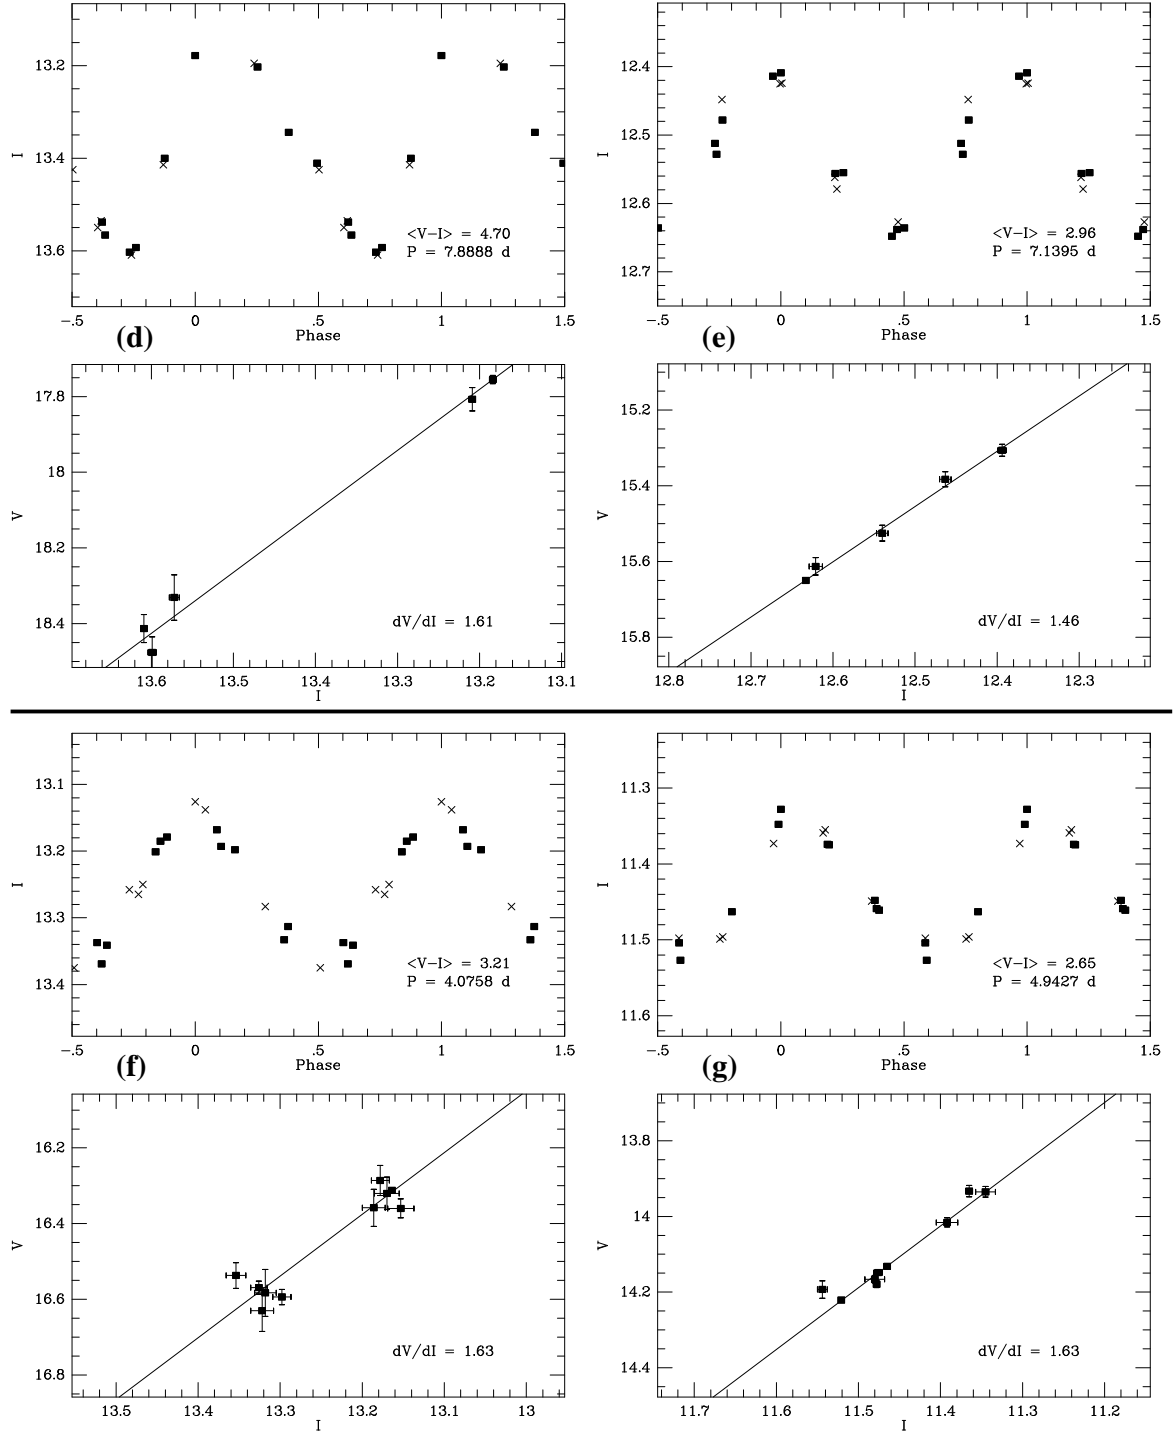 13.2
13.4
13.6
I
<V−I> = 4.70
P = 7.8888 d
−.5 0 .5 1 1.5
(d) Phase
12.4
12.5
12.6
12.7
I
<V−I> = 2.96
P = 7.1395 d
−.5 0 .5 1 1.5
(e) Phase
17.8
18
18.2
18.4
V
dV/dI = 1.61
13.6 13.5 13.4 13.3 13.2 13.1
I
15.2
15.4
15.6
15.8
V
dV/dI = 1.46
12.8 12.7 12.6 12.5 12.4 12.3
I
13.1
13.2
13.3
13.4
I
<V−I> = 3.21
P = 4.0758 d
−.5 0 .5 1 1.5
(f) Phase
11.3
11.4
11.5
11.6
I
<V−I> = 2.65
P = 4.9427 d
−.5 0 .5 1 1.5
(g) Phase
16.2
16.4
16.6
16.8
V
dV/dI = 1.63
13.5 13.4 13.3 13.2 13.1 13
I
13.8
14
14.2
14.4
V
dV/dI = 1.63
11.7 11.6 11.5 11.4 11.3 11.2
I